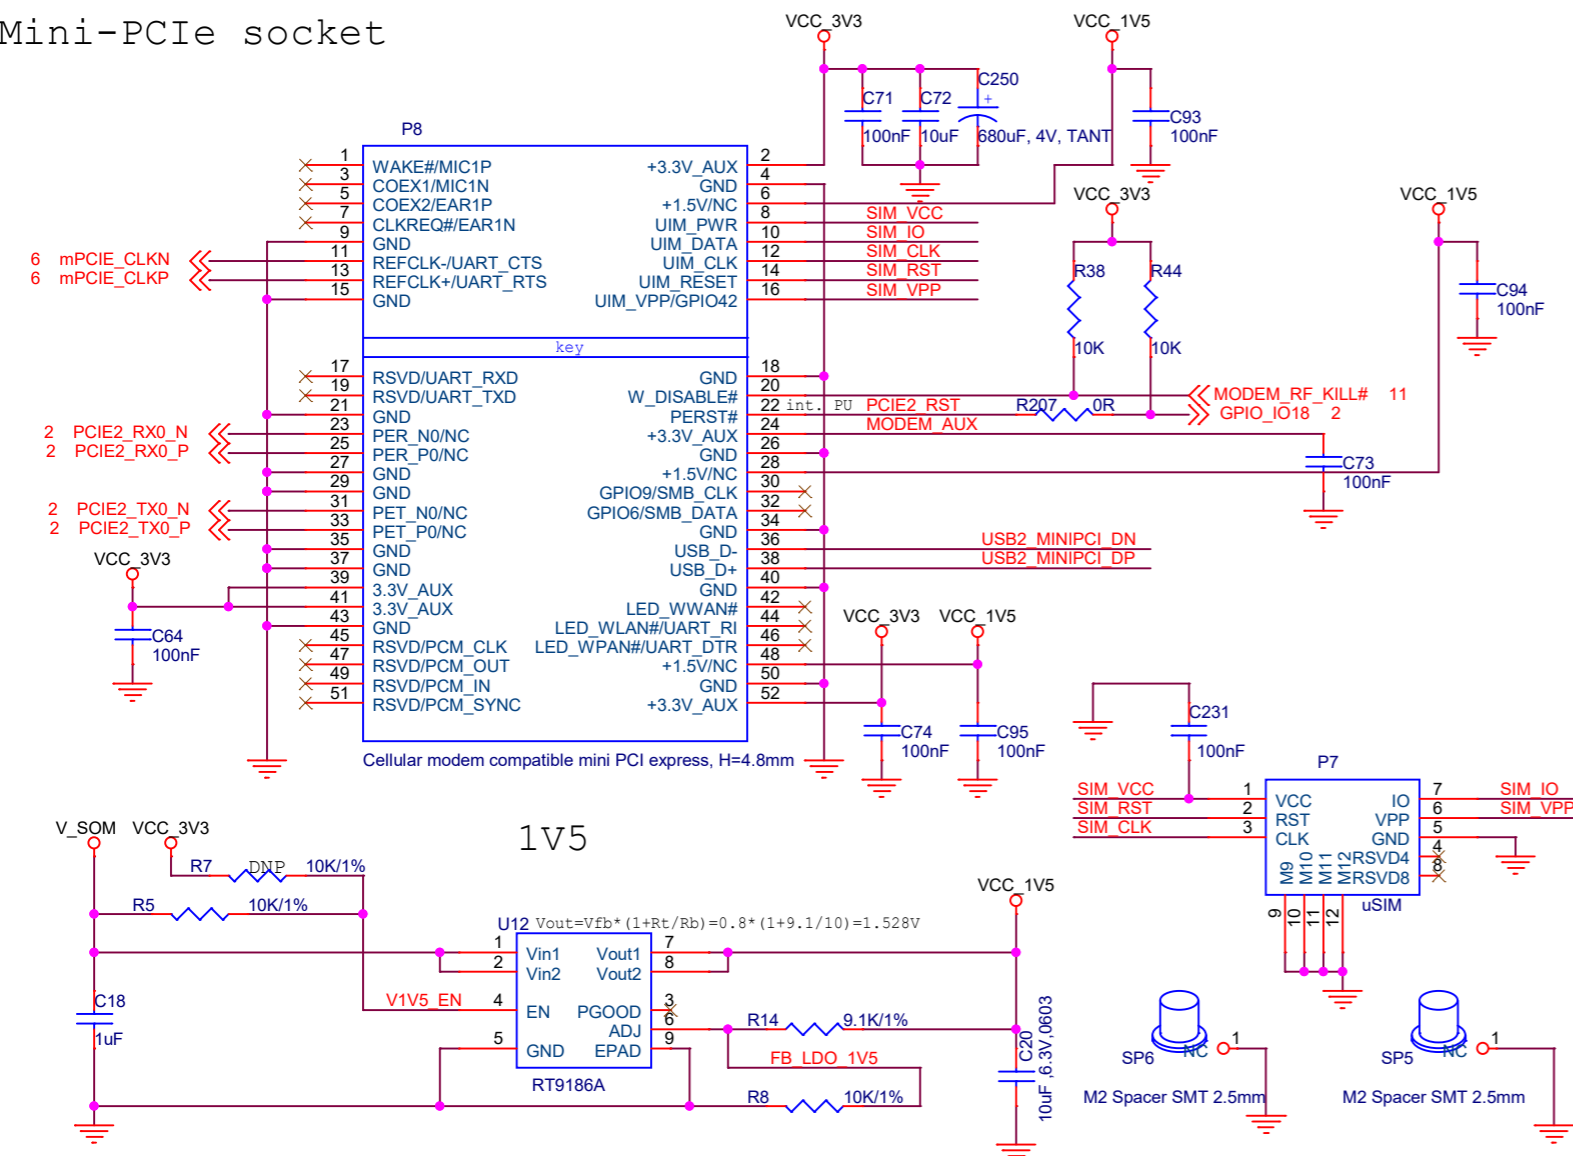 Mini-PCIe socket
VCC_3V3
VCC_1V5
C71
100nF
C72
10uF
C250
+
680uF, 4V, TANT
C93
100nF
P8
1 WAKE#/MIC1P +3.3V_AUX 2
3 COEX1/MIC1N GND 4
5 COEX2/EAR1P +1.5V/NC 6
7 CLKREQ#/EAR1N UIM_PWR 8 SIM_VCC
9 GND UIM_DATA 10 SIM_IO
6 mPCIE_CLKN 11 REFCLK-/UART_CTS UIM_CLK 12 SIM_CLK
6 mPCIE_CLKP 13 REFCLK+/UART_RTS UIM_RESET 14 SIM_RST
15 GND UIM_VPP/GPIO42 16 SIM_VPP
key
VCC_3V3
R38
10K
R44
10K
VCC_1V5
C94
100nF
17 RSVD/UART_RXD GND 18
19 RSVD/UART_TXD W_DISABLE# 20 MODEM_RF_KILL# 11
21 GND PERST# 22 int. PU PCIE2_RST R207 0R GPIO_IO18 2
2 PCIE2_RX0_N 23 PER_N0/NC +3.3V_AUX 24 MODEM_AUX
2 PCIE2_RX0_P 25 PER_P0/NC GND 26
27 GND +1.5V/NC 28
C73
100nF
29 GND GPIO9/SMB_CLK 30
2 PCIE2_TX0_N 31 PET_N0/NC GPIO6/SMB_DATA 32
2 PCIE2_TX0_P 33 PET_P0/NC GND 34
35 GND USB_D- 36 USB2_MINIPCI_DN
37 GND USB_D+ 38 USB2_MINIPCI_DP
39 3.3V_AUX GND 40
41 3.3V_AUX LED_WWAN# 42
43 GND LED_WLAN#/UART_RI 44
45 RSVD/PCM_CLK LED_WPAN#/UART_DTR 46
47 RSVD/PCM_OUT +1.5V/NC 48
49 RSVD/PCM_IN GND 50
51 RSVD/PCM_SYNC +3.3V_AUX 52
VCC_3V3
C64
100nF
VCC_3V3
VCC_1V5
C74
100nF
C95
100nF
Cellular modem compatible mini PCI express, H=4.8mm
C231
100nF
P7
SIM_VCC 1 VCC IO 7 SIM_IO
SIM_RST 2 RST VPP 6 SIM_VPP
SIM_CLK 3 CLK GND 5
RSVD4 4
RSVD8 8
M9 M10 M11 M12
9 10 11 12
uSIM
1V5
V_SOM VCC_3V3
R7 DNP 10K/1%
R5 10K/1%
VCC_1V5
U12 Vout=Vfb*(1+Rt/Rb)=0.8*(1+9.1/10)=1.528V
1 Vin1 Vout1 7
2 Vin2 Vout2 8
V1V5_EN 4 EN PGOOD 3
ADJ 6
5 GND EPAD 9
RT9186A
C18
1uF
R14 9.1K/1%
FB_LDO_1V5
R8 10K/1%
C20
10uF ,6.3V,0603
SP6 NC 1
M2 Spacer SMT 2.5mm
SP5 NC 1
M2 Spacer SMT 2.5mm